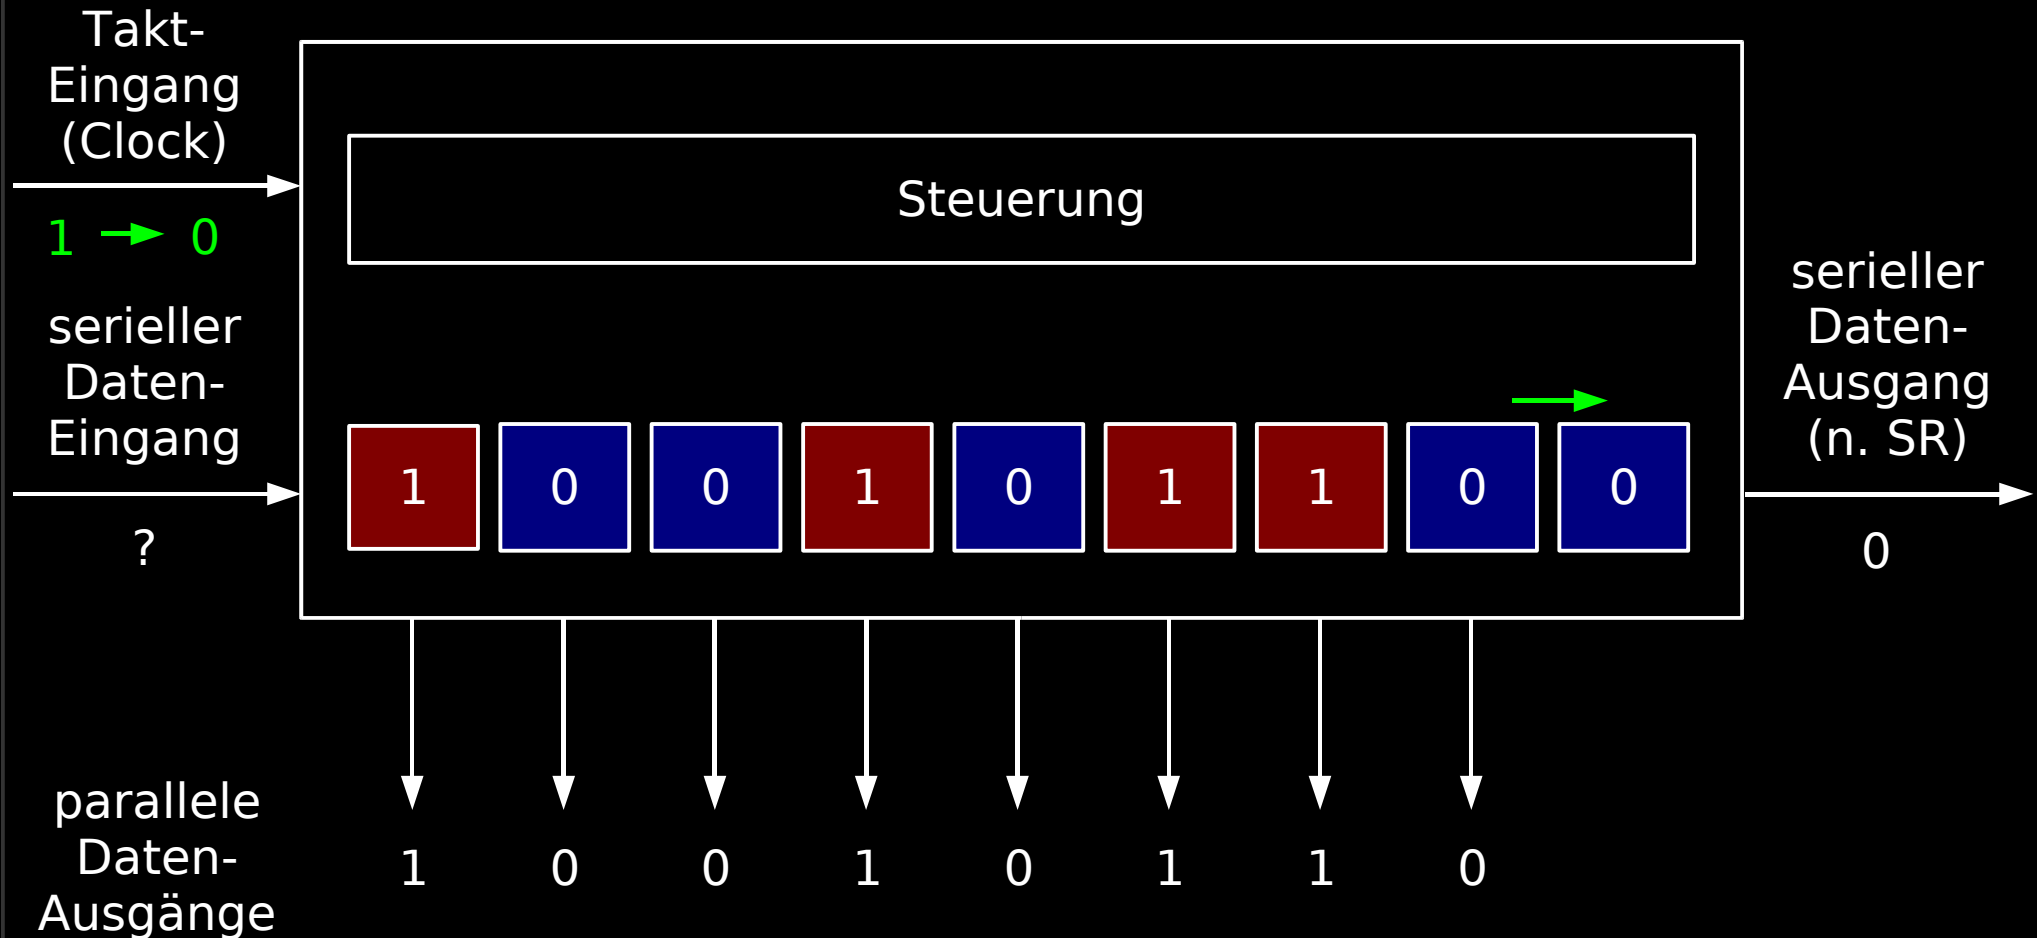 Takt-
Eingang
(Clock)
1 0
serieller
Daten-
Eingang
?
Steuerung
1 0 0 1 0 1 1 0 0
serieller
Daten-
Ausgang
(n. SR)
0
parallele
Daten-
Ausgänge
1 0 0 1 0 1 1 0